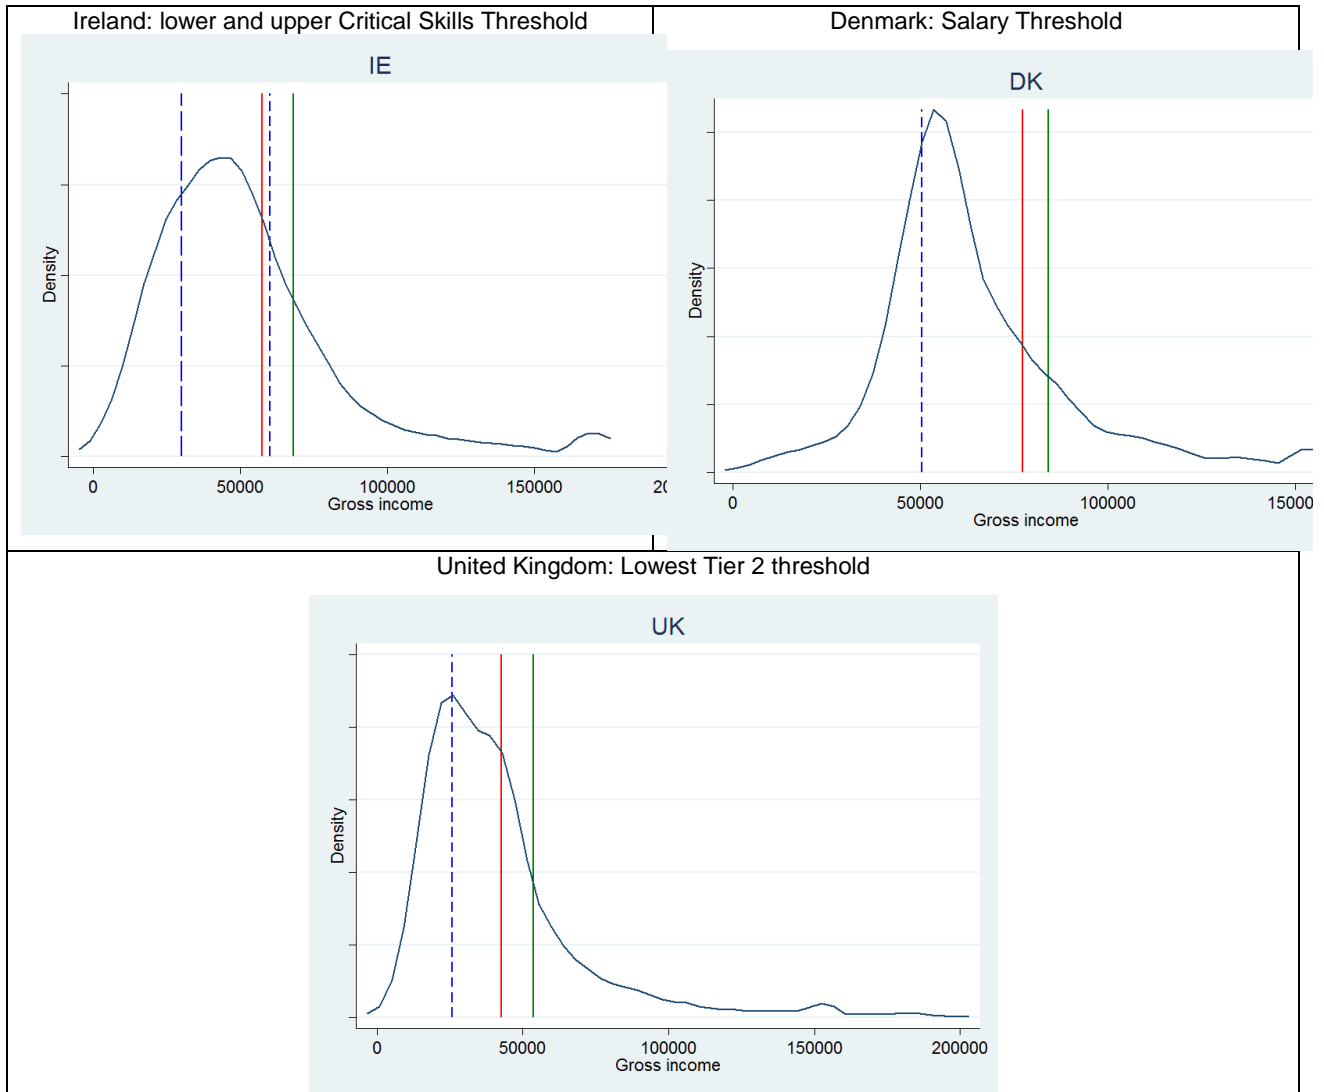 Ireland: lower and upper Critical Skills Threshold
IE
Density
0 50000 100000 150000 20
Gross income
Denmark: Salary Threshold
DK
Density
0 50000 100000 15000
Gross income
United Kingdom: Lowest Tier 2 threshold
UK
Density
0 50000 100000 150000 200000
Gross income